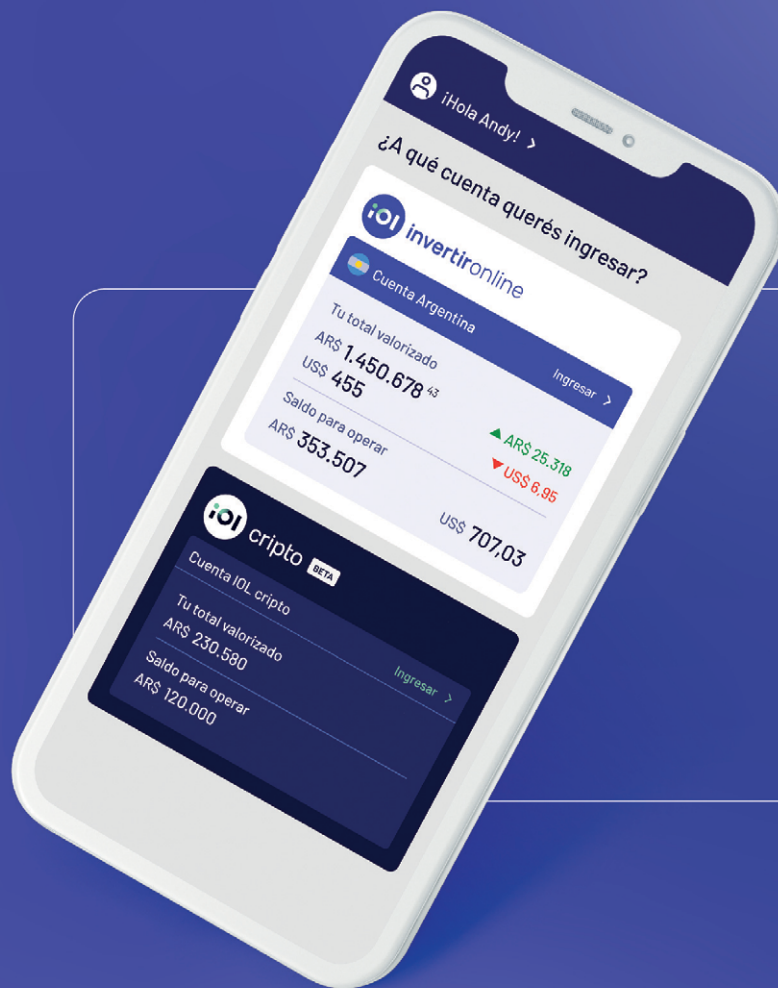 ¡Hola Andy! >
¿A qué cuenta querés ingresar?
iOl invertironline
Cuenta Argentina Ingresar >
Tu total valorizado
AR$ 1.450.678 43 ▲ AR$ 25.318
US$ 455 ▼ US$ 6,95
Saldo para operar
AR$ 353.507 US$ 707,03
iOl cripto BETA
Cuenta IOL cripto
Tu total valorizado Ingresar >
AR$ 230.580
Saldo para operar
AR$ 120.000